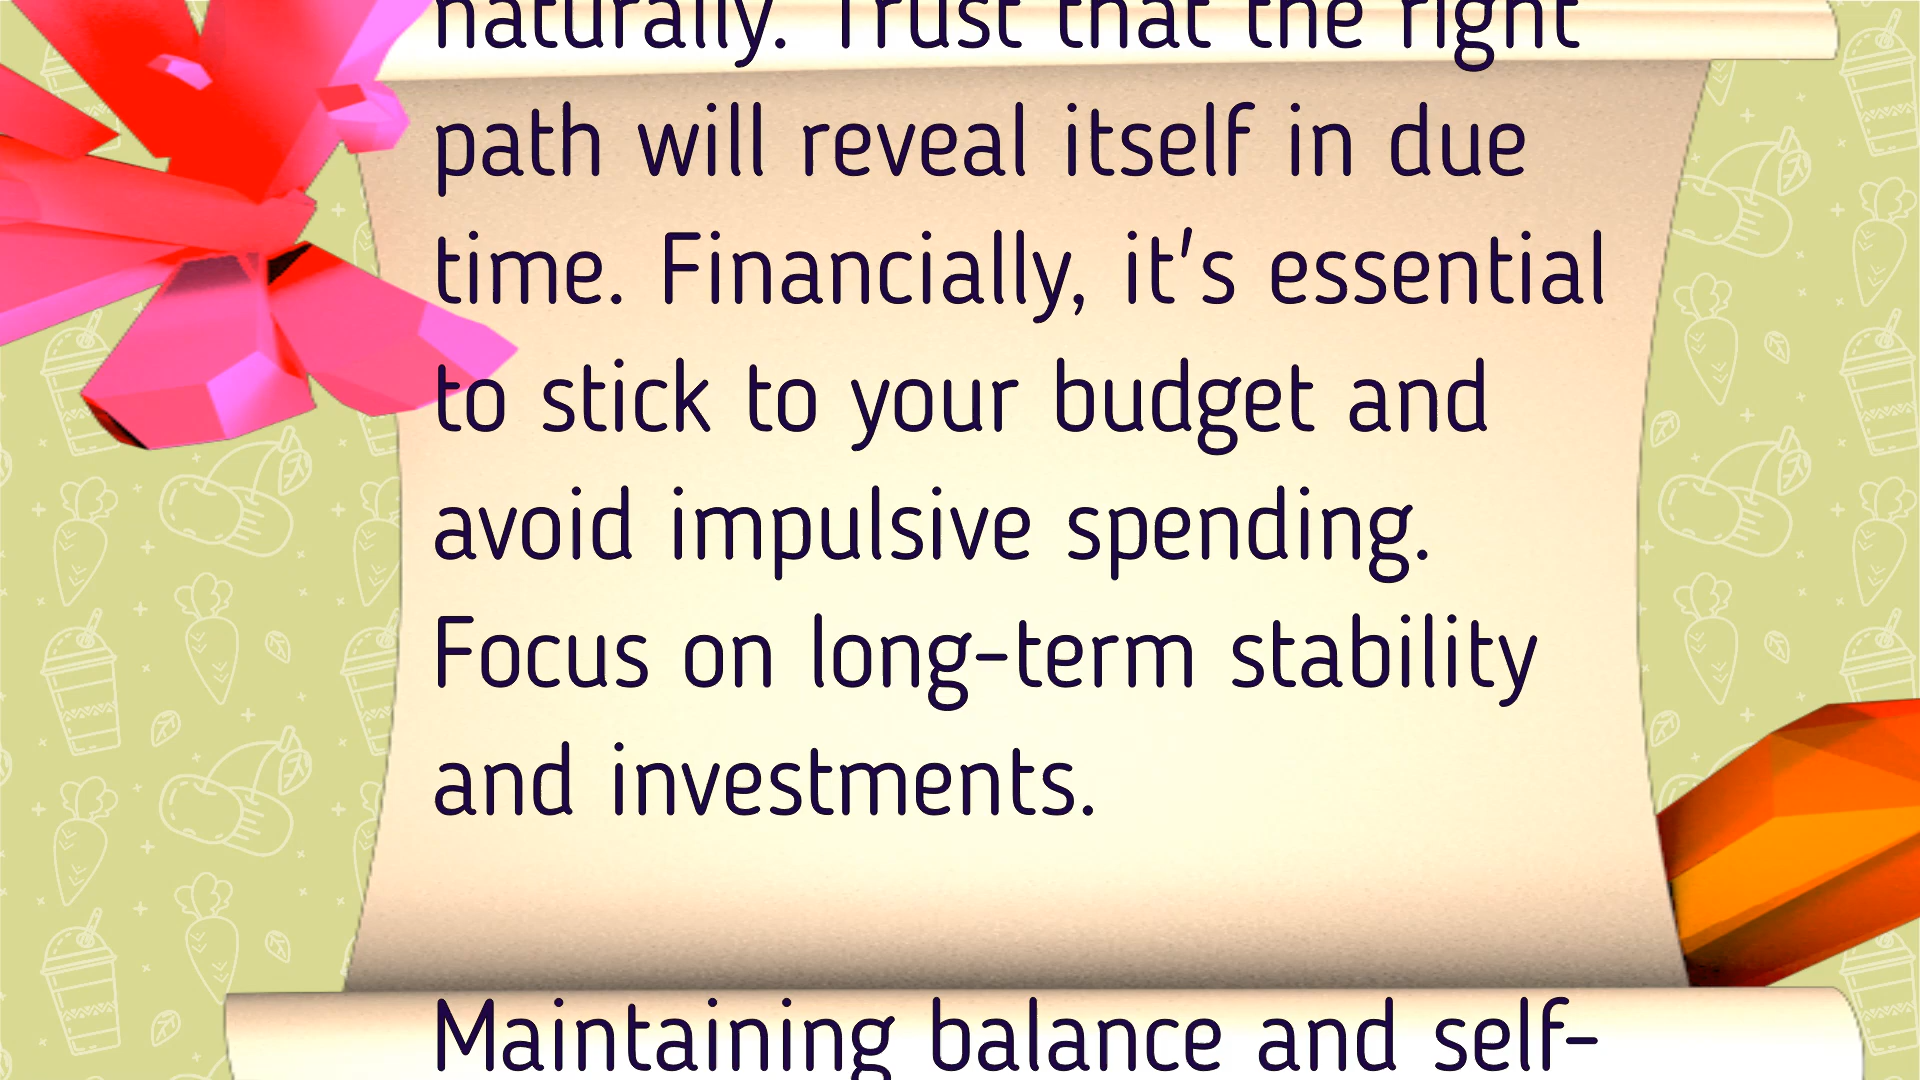 naturally. Trust that the right
path will reveal itself in due
time. Financially, it's essential
to stick to your budget and
avoid impulsive spending.
Focus on long-term stability
and investments.
Maintaining balance and self-